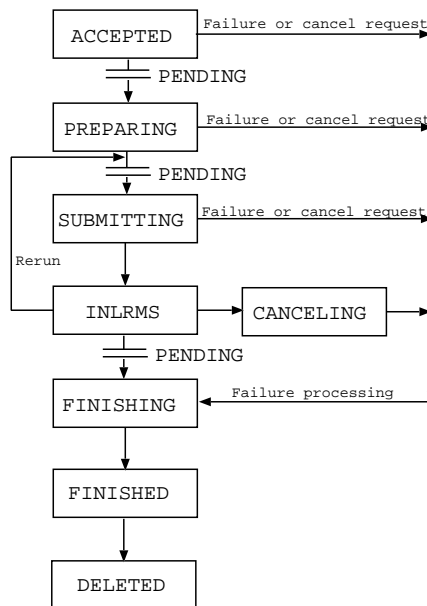 Failure or cancel request
ACCEPTED
PENDING
Failure or cancel request
PREPARING
PENDING
Failure or cancel request
SUBMITTING
Rerun
INLRMS
CANCELING
PENDING
Failure processing
FINISHING
FINISHED
DELETED